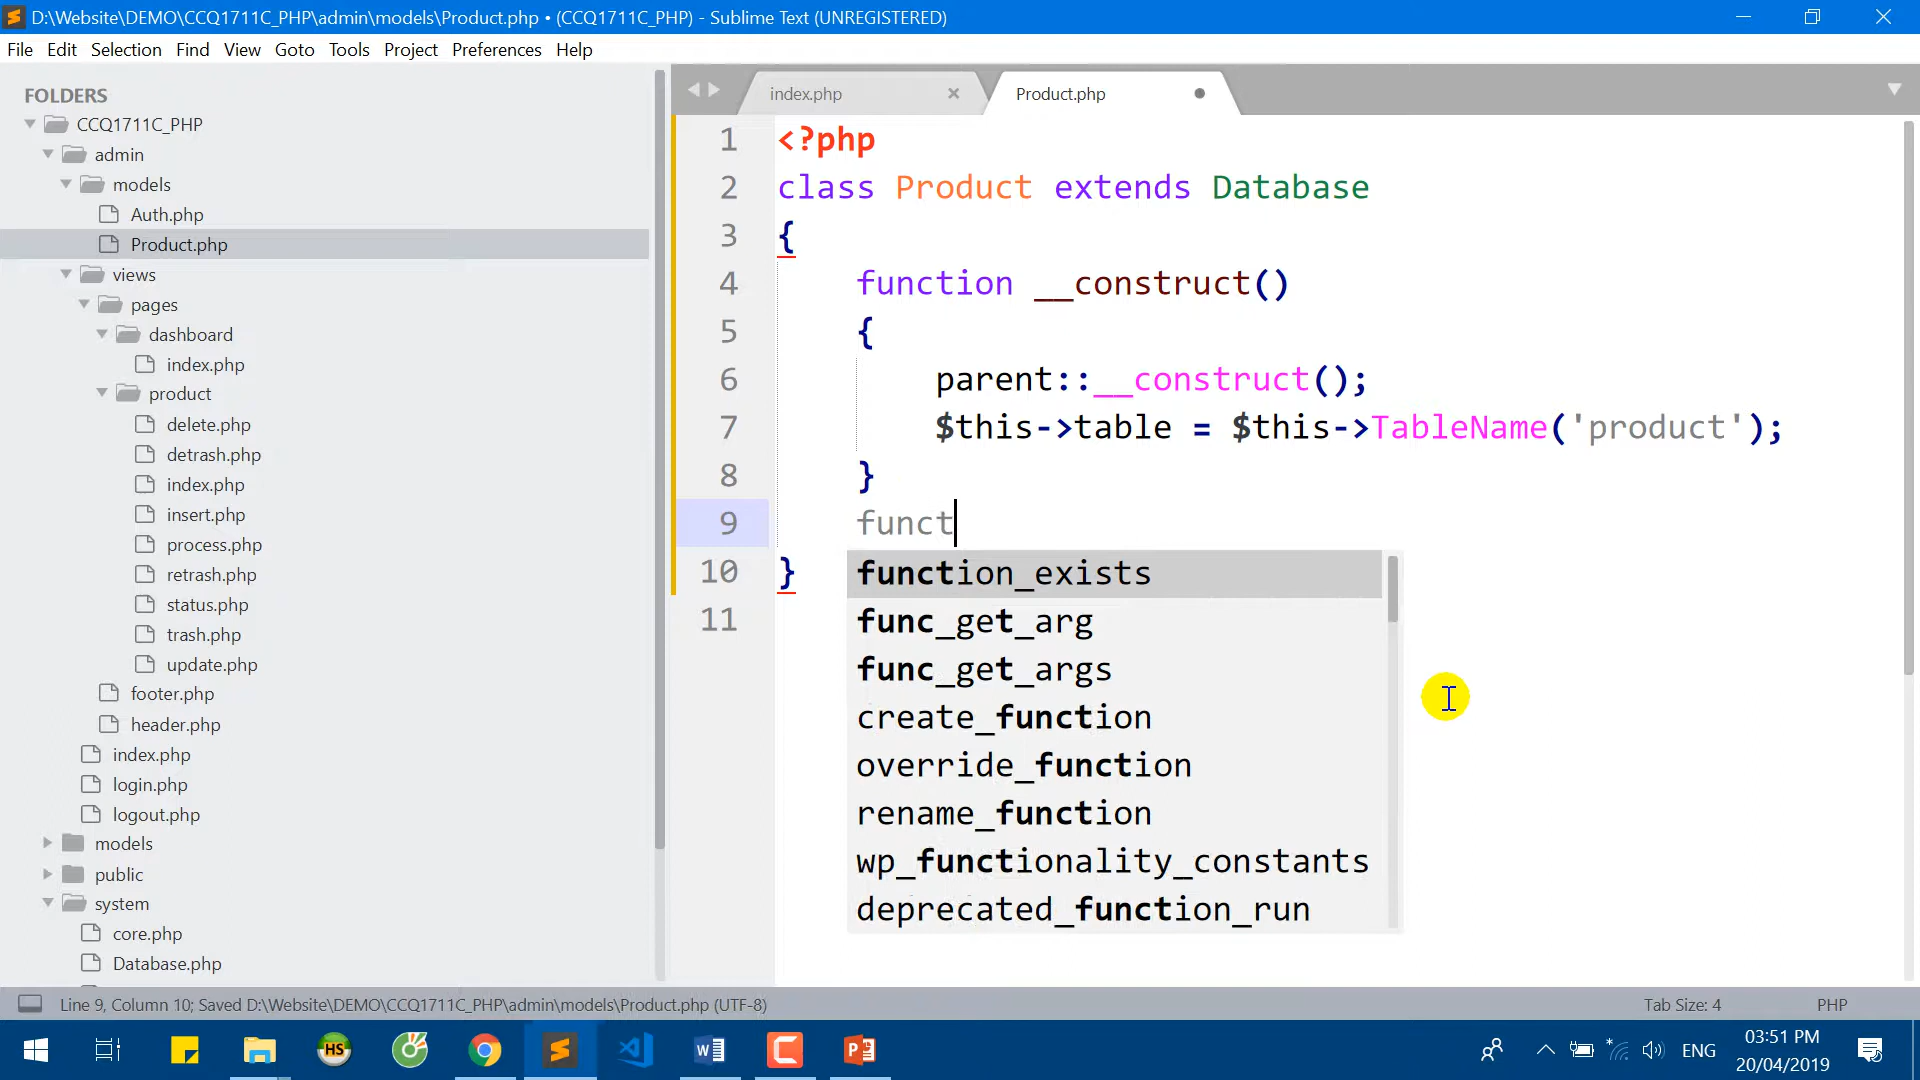 D:\Website\DEMO\CCQ1711C_PHP\admin\models\Product.php • (CCQ1711C_PHP) - Sublime Text (UNREGISTERED)
File Edit Selection Find View Goto Tools Project Preferences Help
FOLDERS
CCQ1711C_PHP
admin
models
Auth.php
Product.php
views
pages
dashboard
index.php
product
delete.php
detrash.php
index.php
insert.php
process.php
retrash.php
status.php
trash.php
update.php
footer.php
header.php
index.php
login.php
logout.php
models
public
system
core.php
Database.php
index.php
Product.php
1 <?php
2 class Product extends Database
3 {
4 function __construct()
5 {
6 parent::__construct();
7 $this->table = $this->TableName('product');
8 }
9 funct
10 }
11
function_exists
func_get_arg
func_get_args
create_function
override_function
rename_function
wp_functionality_constants
deprecated_function_run
Line 9, Column 10; Saved D:\Website\DEMO\CCQ1711C_PHP\admin\models\Product.php (UTF-8)
Tab Size: 4
PHP
HS
ENG
03:51 PM
20/04/2019